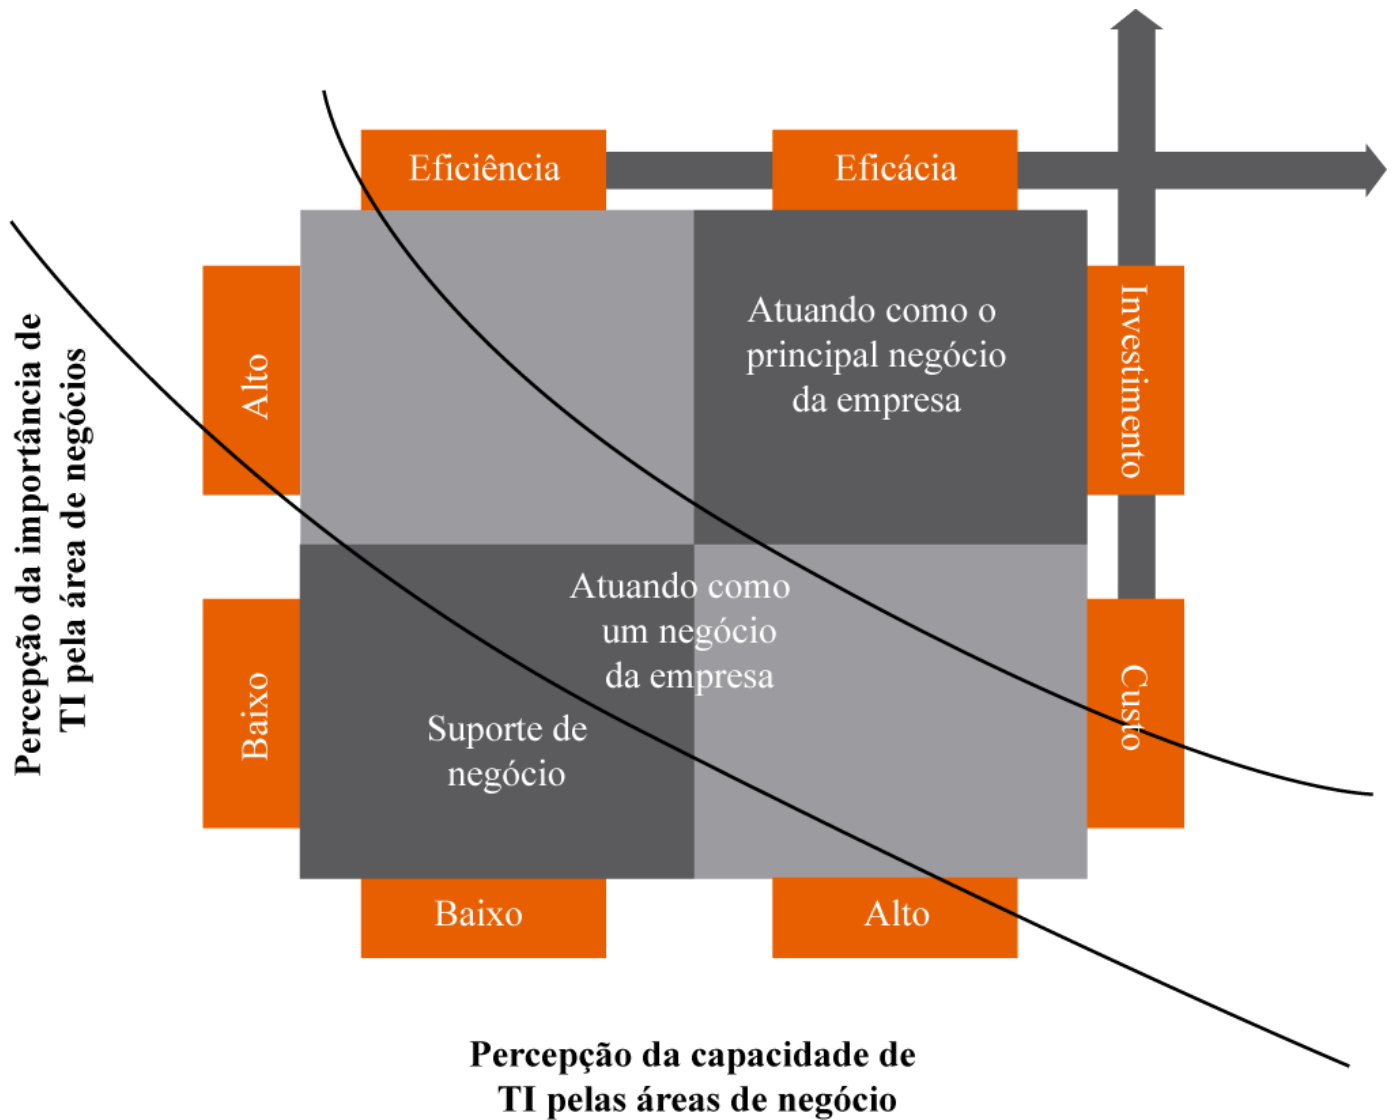 Eficiência
Eficácia
Percepção da importância de
TI pela área de negócios
Alto
Baixo
Atuando como o
principal negócio
da empresa
Investimento
Atuando como
um negócio
da empresa
Suporte de
negócio
Custo
Baixo
Alto
Percepção da capacidade de
TI pelas áreas de negócio